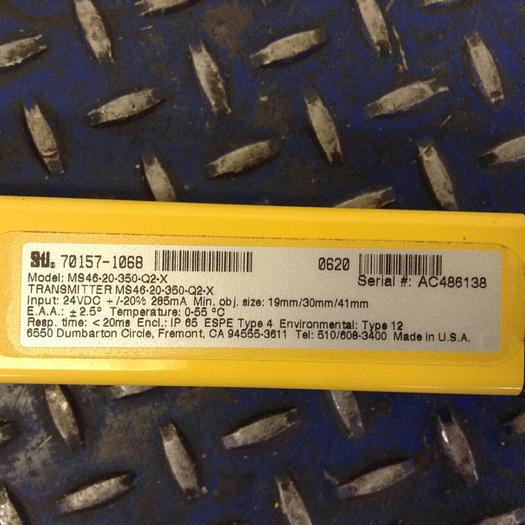 STI® 70157-1068
0620 Serial #: AC486138
Model: MS46-20-350-Q2-X
TRANSMITTER MS46-20-350-Q2-X
Input: 24VDC +/-20% 285mA Min. obj. size: 19mm/30mm/41mm
E.A.A.: ±2.5° Temperature: 0-55 °C
Resp. time: <20ms Encl.: IP 65 ESPE Type 4 Environmental: Type 12
6550 Dumbarton Circle, Fremont, CA 94555-3611 Tel: 510/608-3400 Made in U.S.A.